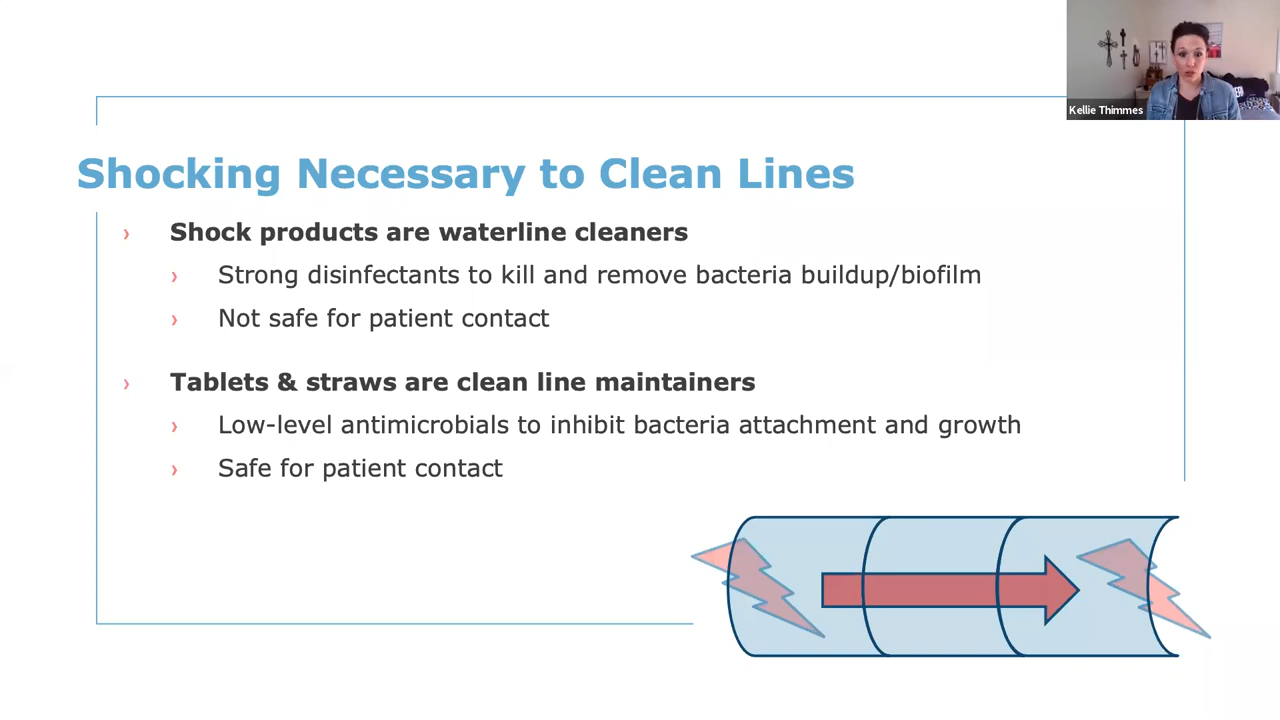 Kellie Thimmes
Shocking Necessary to Clean Lines
› Shock products are waterline cleaners
› Strong disinfectants to kill and remove bacteria buildup/biofilm
› Not safe for patient contact
› Tablets & straws are clean line maintainers
› Low-level antimicrobials to inhibit bacteria attachment and growth
› Safe for patient contact